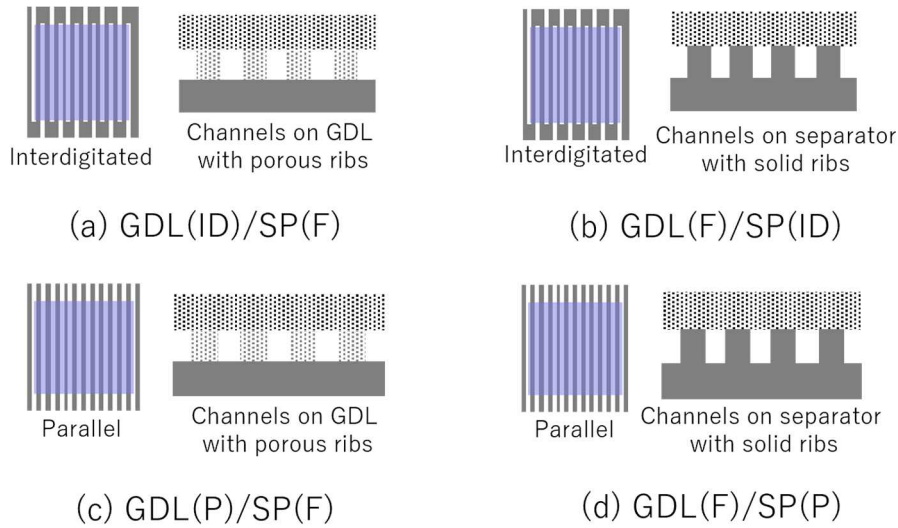 Interdigitated
Channels on GDL
with porous ribs
(a) GDL(ID)/SP(F)
Interdigitated
Channels on separator
with solid ribs
(b) GDL(F)/SP(ID)
Parallel
Channels on GDL
with porous ribs
(c) GDL(P)/SP(F)
Parallel
Channels on separator
with solid ribs
(d) GDL(F)/SP(P)